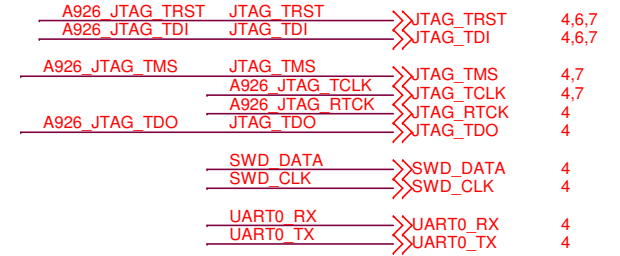 A926_JTAG_TRST JTAG_TRST JTAG_TRST 4,6,7
A926_JTAG_TDI JTAG_TDI JTAG_TDI 4,6,7
A926_JTAG_TMS JTAG_TMS JTAG_TMS 4,7
A926_JTAG_TCLK JTAG_TCLK 4,7
A926_JTAG_RTCK JTAG_RTCK 4
A926_JTAG_TDO JTAG_TDO JTAG_TDO 4
SWD_DATA SWD_DATA 4
SWD_CLK SWD_CLK 4
UART0_RX UART0_RX 4
UART0_TX UART0_TX 4